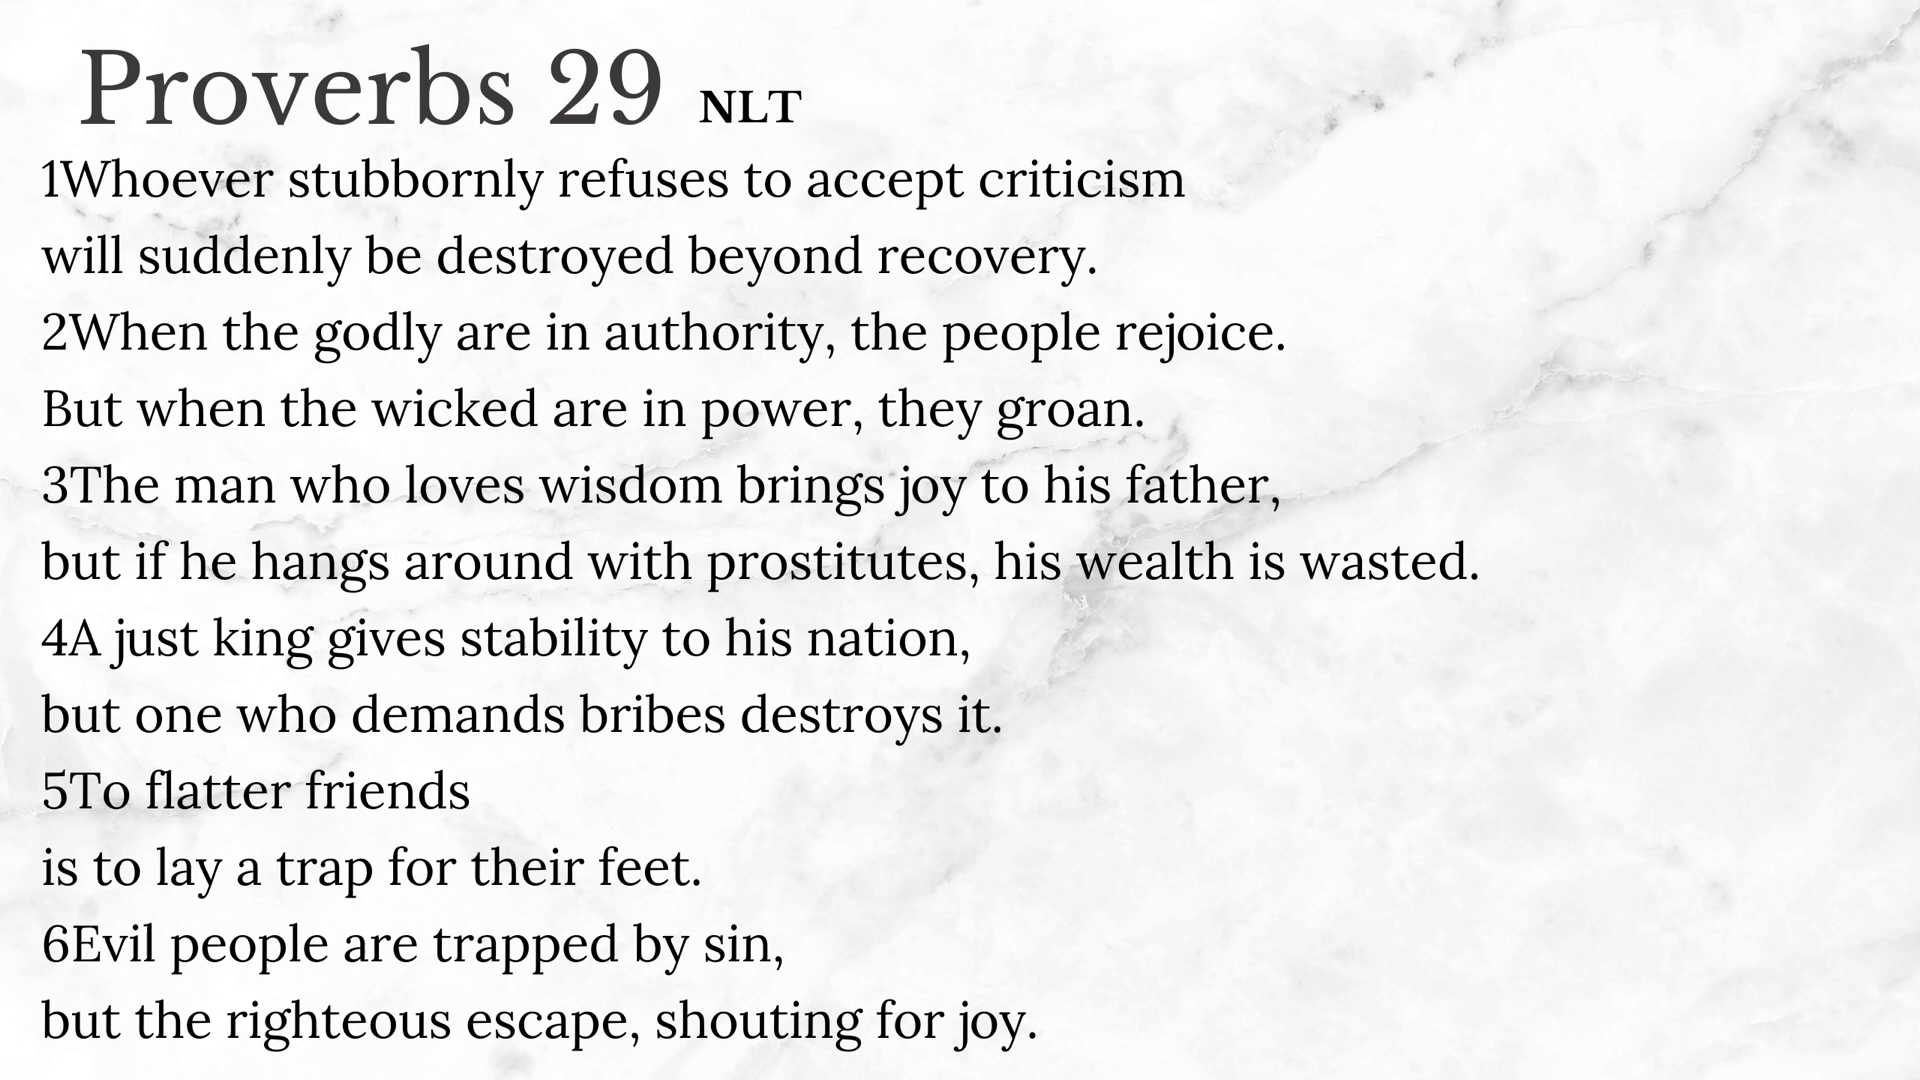 Proverbs 29 NLT
1Whoever stubbornly refuses to accept criticism
will suddenly be destroyed beyond recovery.
2When the godly are in authority, the people rejoice.
But when the wicked are in power, they groan.
3The man who loves wisdom brings joy to his father,
but if he hangs around with prostitutes, his wealth is wasted.
4A just king gives stability to his nation,
but one who demands bribes destroys it.
5To flatter friends
is to lay a trap for their feet.
6Evil people are trapped by sin,
but the righteous escape, shouting for joy.